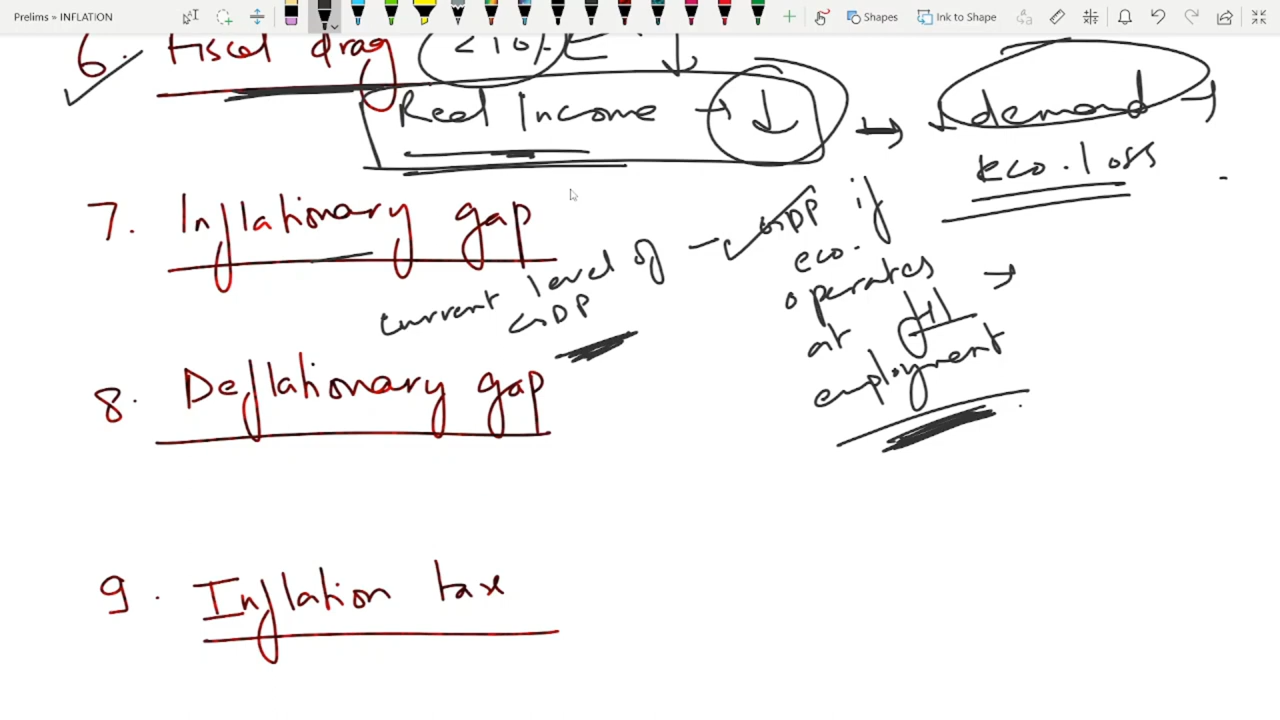 Prelims » INFLATION
Shapes
Ink to Shape
6. Fiscal drag
Real Income → ↓ → demand →
eco. loss
7. Inflationary gap
current level of GDP – GDP if eco. operates at full employment →
8. Deflationary gap
9. Inflation tax